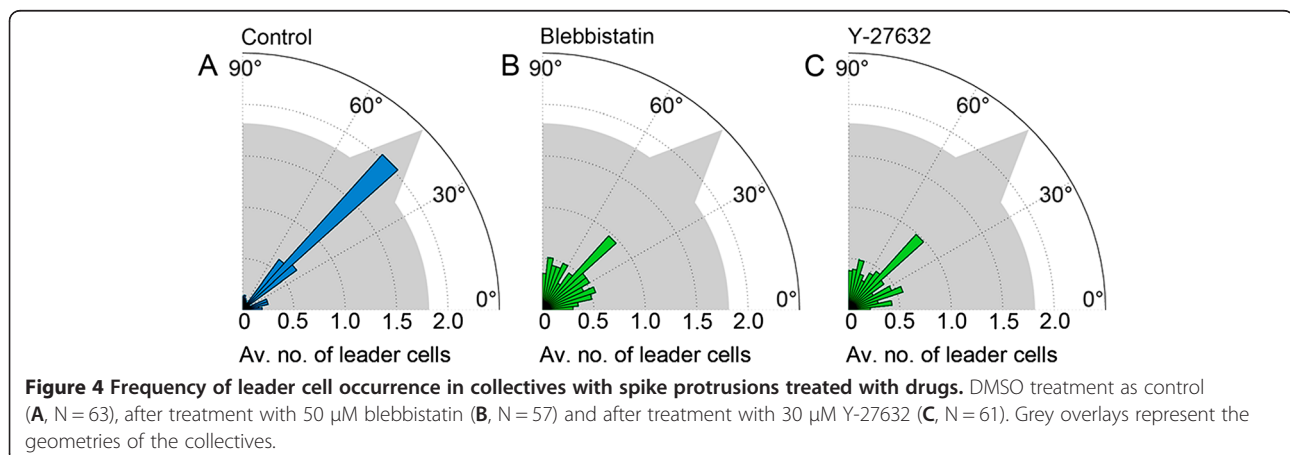 Control
Blebbistatin
Y-27632
A
B
C
90°
60°
30°
0°
0 0.5 1.0 1.5 2.0
Av. no. of leader cells
90°
60°
30°
0°
0 0.5 1.0 1.5 2.0
Av. no. of leader cells
90°
60°
30°
0°
0 0.5 1.0 1.5 2.0
Av. no. of leader cells
Figure 4 Frequency of leader cell occurrence in collectives with spike protrusions treated with drugs. DMSO treatment as control
(A, N = 63), after treatment with 50 μM blebbistatin (B, N = 57) and after treatment with 30 μM Y-27632 (C, N = 61). Grey overlays represent the
geometries of the collectives.